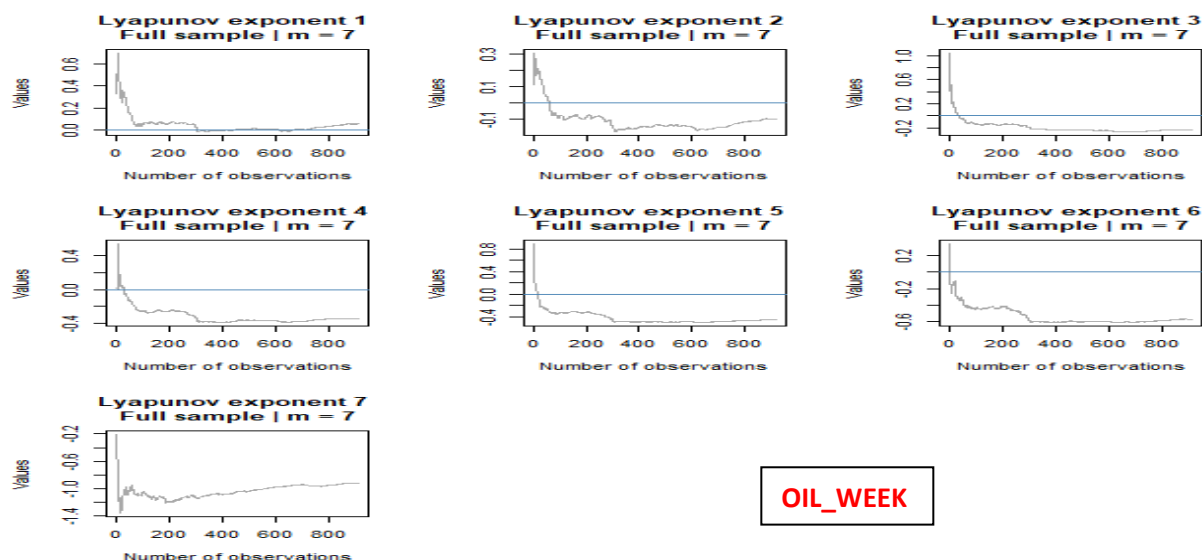 Lyapunov exponent 1
Full sample | m = 7
Values
0.0 0.2 0.4 0.6
0 200 400 600 800
Number of observations
Lyapunov exponent 2
Full sample | m = 7
Values
-0.1 0.1 0.3
0 200 400 600 800
Number of observations
Lyapunov exponent 3
Full sample | m = 7
Values
-0.2 0.2 0.6 1.0
0 200 400 600 800
Number of observations
Lyapunov exponent 4
Full sample | m = 7
Values
-0.4 0.0 0.4
0 200 400 600 800
Number of observations
Lyapunov exponent 5
Full sample | m = 7
Values
-0.4 0.0 0.4 0.8
0 200 400 600 800
Number of observations
Lyapunov exponent 6
Full sample | m = 7
Values
-0.6 -0.2 0.2
0 200 400 600 800
Number of observations
Lyapunov exponent 7
Full sample | m = 7
Values
-1.4 -1.0 -0.6 -0.2
0 200 400 600 800
Number of observations
OIL_WEEK